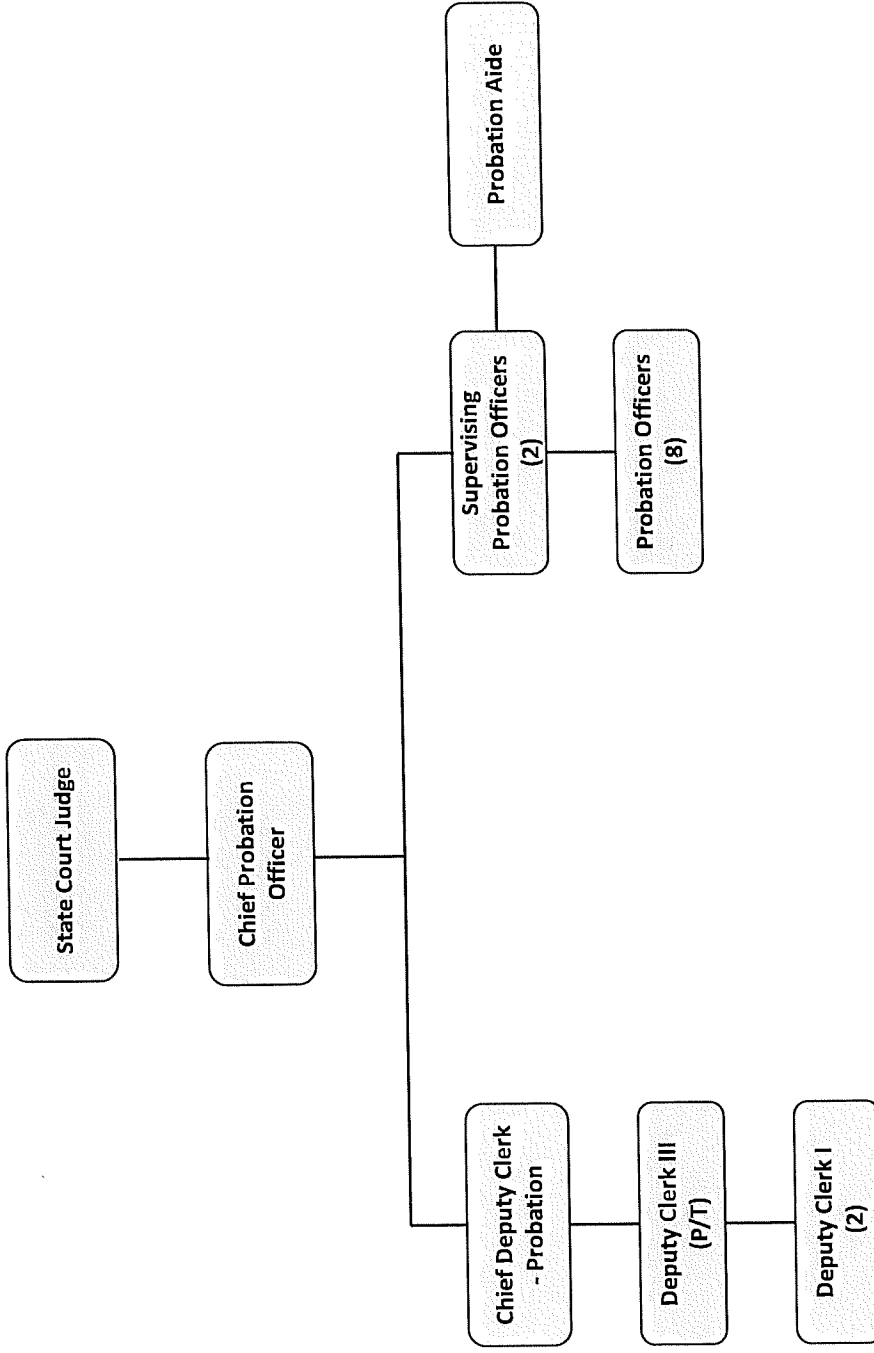 State Court Judge
Chief Probation
Officer
Chief Deputy Clerk
- Probation
Deputy Clerk III
(P/T)
Deputy Clerk I
(2)
Supervising
Probation Officers
(2)
Probation Officers
(8)
Probation Aide